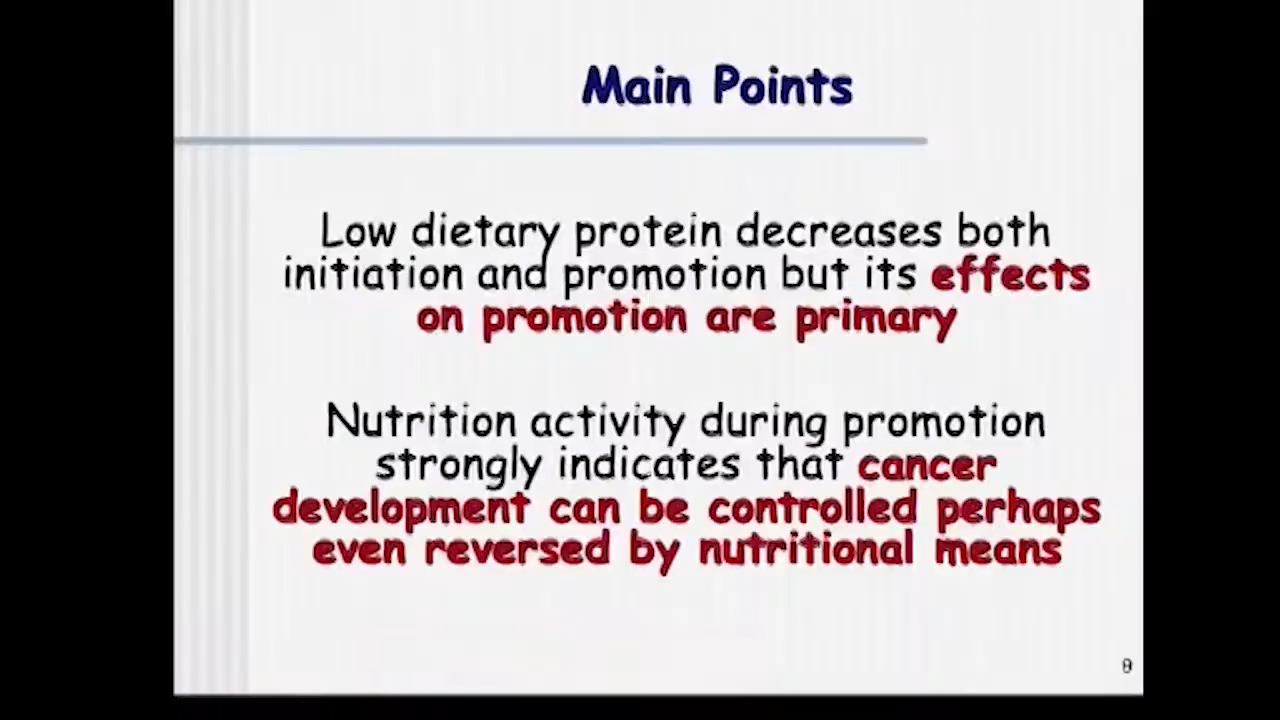 Main Points
Low dietary protein decreases both
initiation and promotion but its effects
on promotion are primary
Nutrition activity during promotion
strongly indicates that cancer
development can be controlled perhaps
even reversed by nutritional means